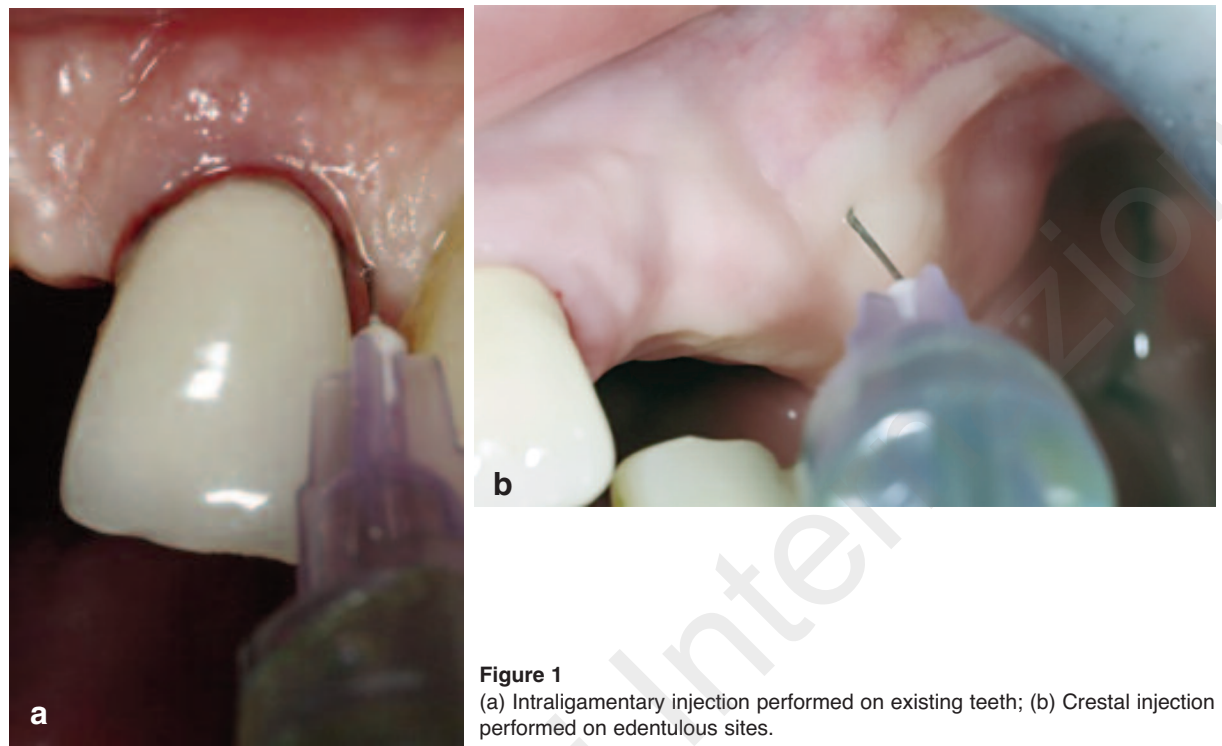 a
b
Figure 1
(a) Intraligamentary injection performed on existing teeth; (b) Crestal injection
performed on edentulous sites.